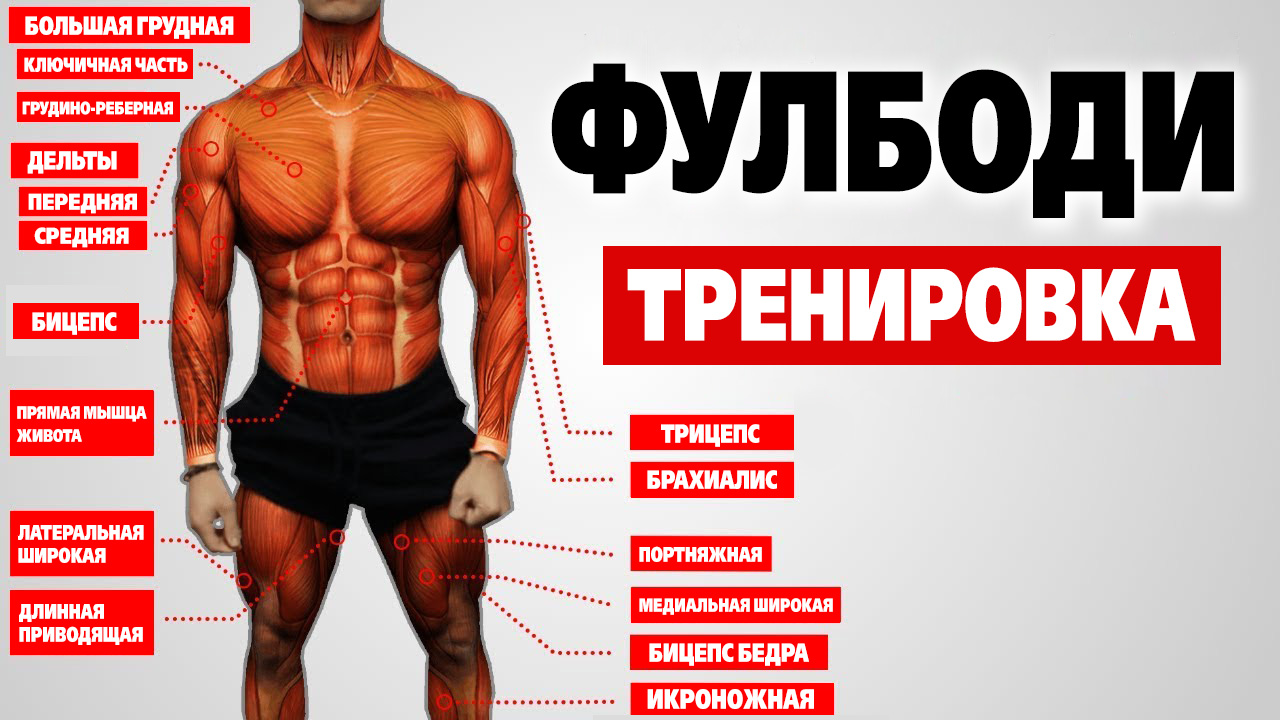 БОЛЬШАЯ ГРУДНАЯ
КЛЮЧИЧНАЯ ЧАСТЬ
ГРУДИНО-РЕБЕРНАЯ
ДЕЛЬТЫ
ПЕРЕДНЯЯ
СРЕДНЯЯ
БИЦЕПС
ПРЯМАЯ МЫШЦА
ЖИВОТА
ЛАТЕРАЛЬНАЯ
ШИРОКАЯ
ДЛИННАЯ
ПРИВОДЯЩАЯ
ФУЛБОДИ
ТРЕНИРОВКА
ТРИЦЕПС
БРАХИАЛИС
ПОРТНЯЖНАЯ
МЕДИАЛЬНАЯ ШИРОКАЯ
БИЦЕПС БЕДРА
ИКРОНОЖНАЯ